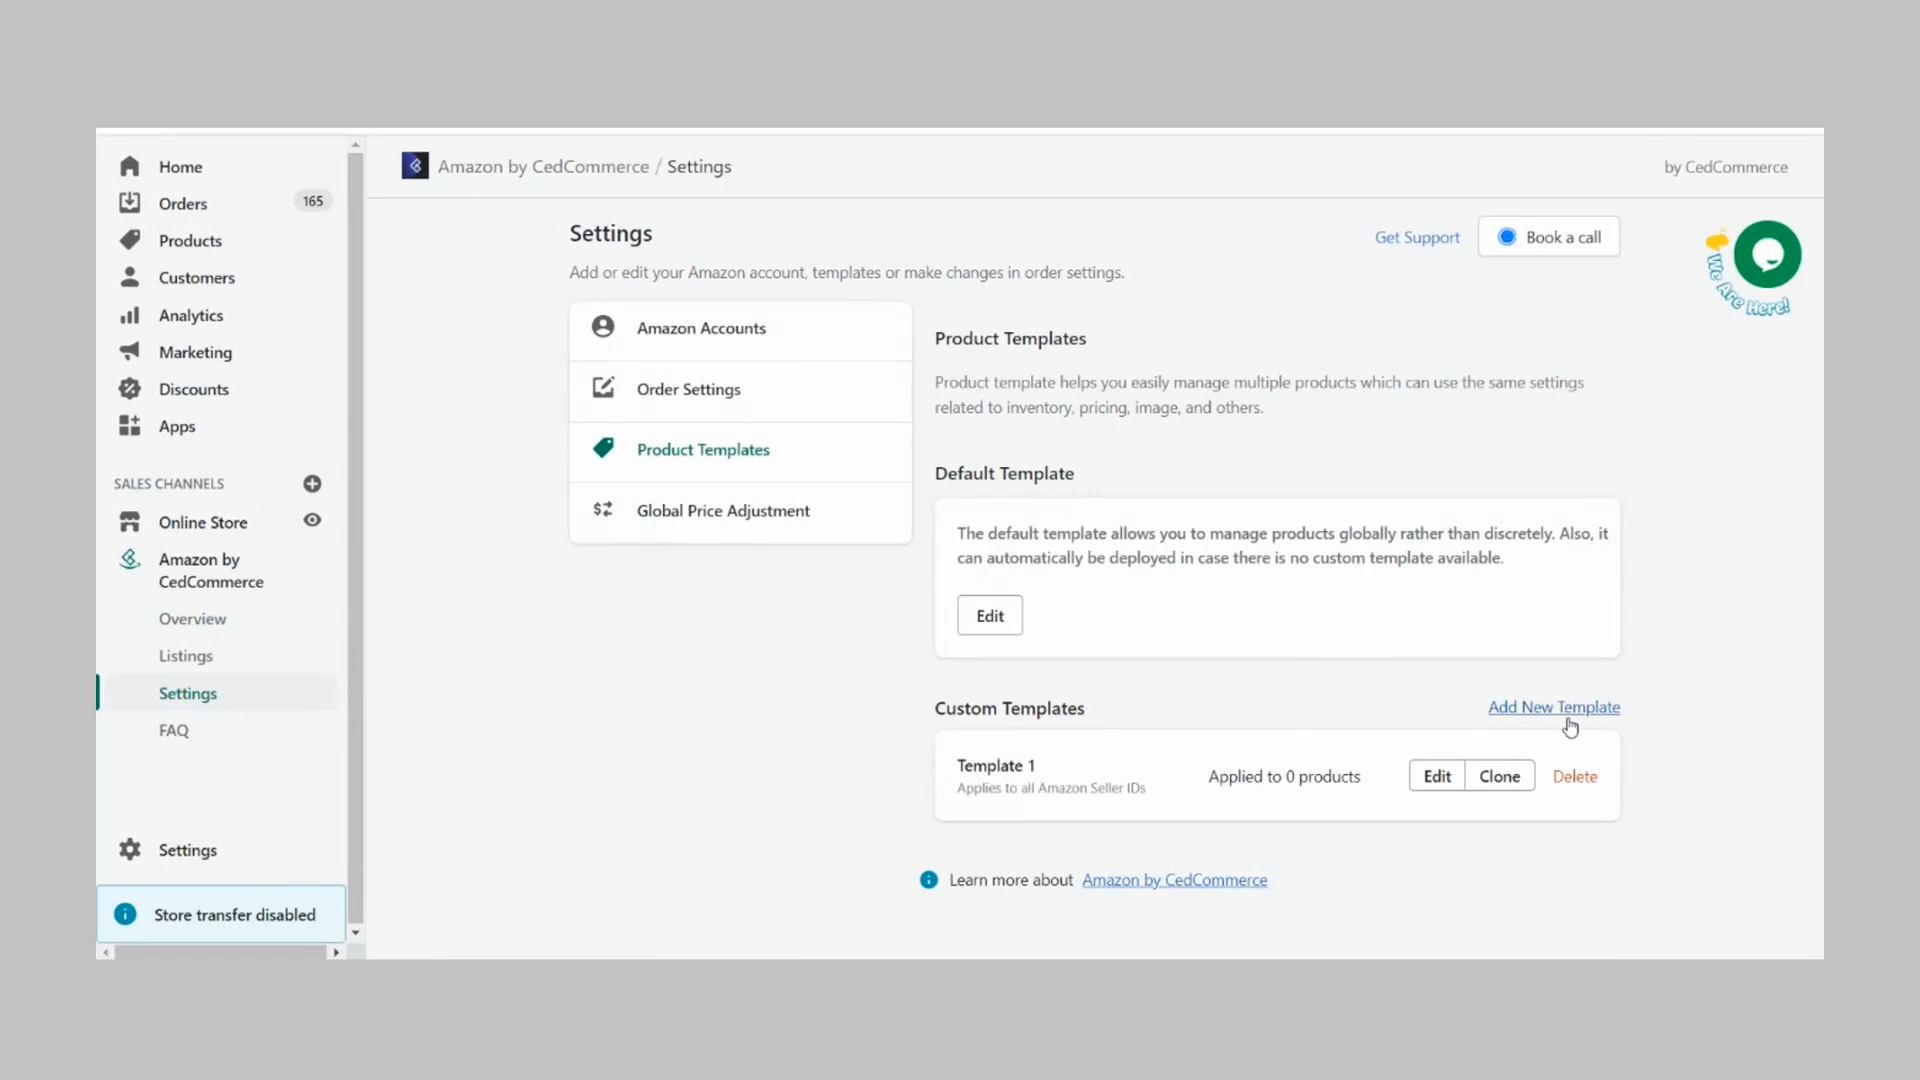 Home
Orders 165
Products
Customers
Analytics
Marketing
Discounts
Apps
SALES CHANNELS
Online Store
Amazon by
CedCommerce
Overview
Listings
Settings
FAQ
Settings
Store transfer disabled
Amazon by CedCommerce / Settings
by CedCommerce
Settings
Get Support
Book a call
We Are Here!
Add or edit your Amazon account, templates or make changes in order settings.
Amazon Accounts
Order Settings
Product Templates
Global Price Adjustment
Product Templates
Product template helps you easily manage multiple products which can use the same settings
related to inventory, pricing, image, and others.
Default Template
The default template allows you to manage products globally rather than discretely. Also, it
can automatically be deployed in case there is no custom template available.
Edit
Custom Templates
Add New Template
Template 1
Applies to all Amazon Seller IDs
Applied to 0 products
Edit
Clone
Delete
Learn more about Amazon by CedCommerce